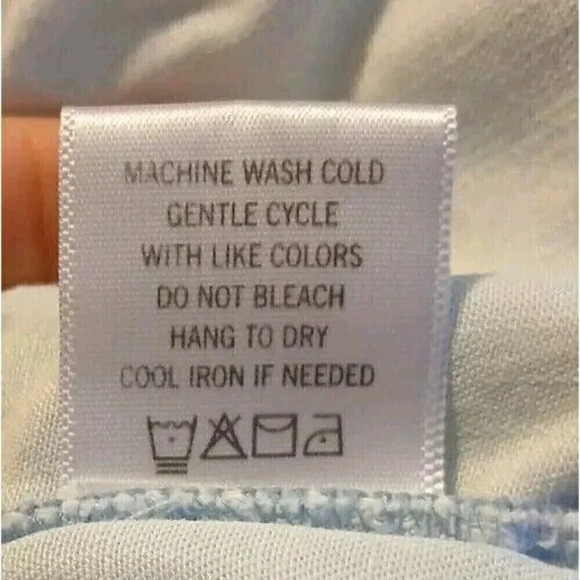 MACHINE WASH COLD
GENTLE CYCLE
WITH LIKE COLORS
DO NOT BLEACH
HANG TO DRY
COOL IRON IF NEEDED